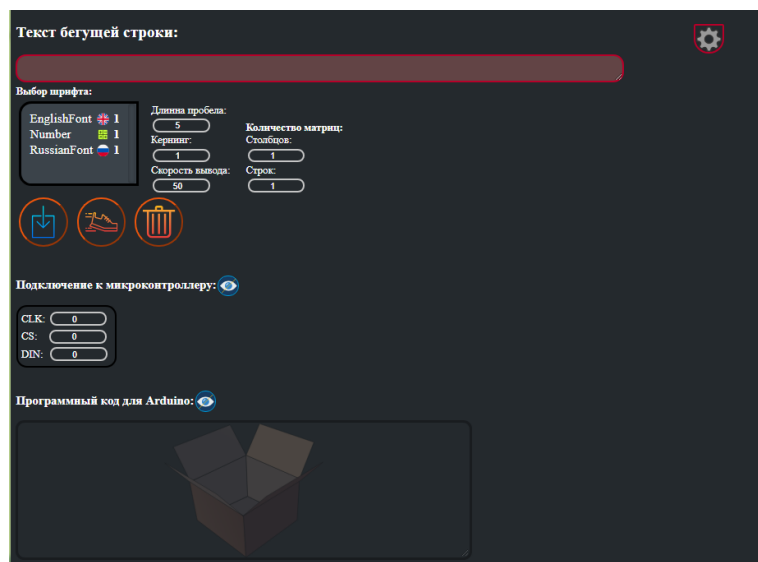 Текст бегущей строки:
Выбор шрифта:
EnglishFont 1
Number 1
RussianFont 1
Длинна пробела:
5
Кернинг:
1
Скорость вывода:
50
Количество матриц:
Столбцов:
1
Строк:
1
Подключение к микроконтроллеру:
CLK: 0
CS: 0
DIN: 0
Программный код для Arduino: